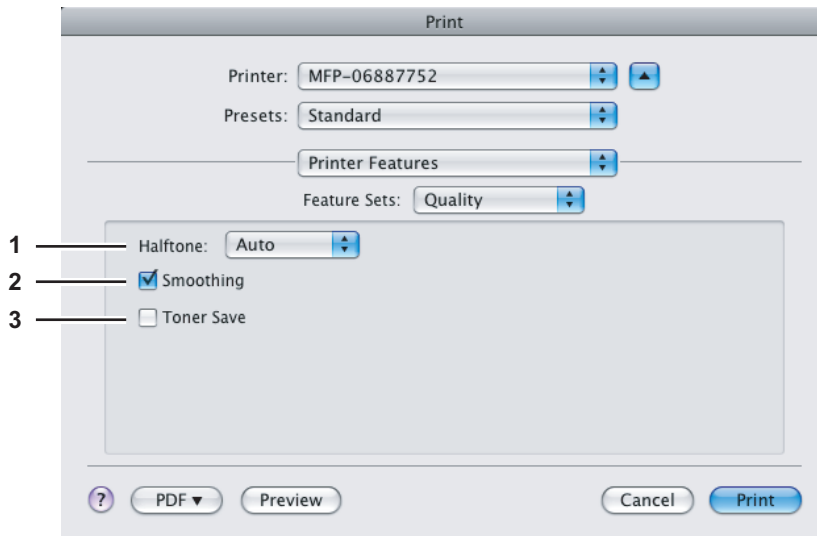 Print
Printer: MFP-06887752
Presets: Standard
Printer Features
Feature Sets: Quality
1 Halftone: Auto
2 Smoothing
3 Toner Save
? PDF ▼ Preview Cancel Print